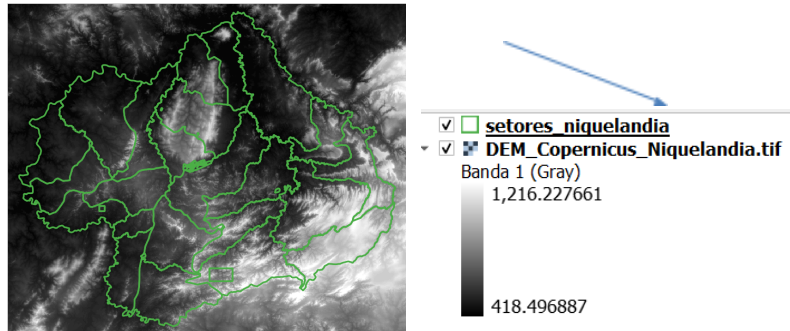 setores_niquelandia
DEM_Copernicus_Niquelandia.tif
Banda 1 (Gray)
1,216.227661
418.496887